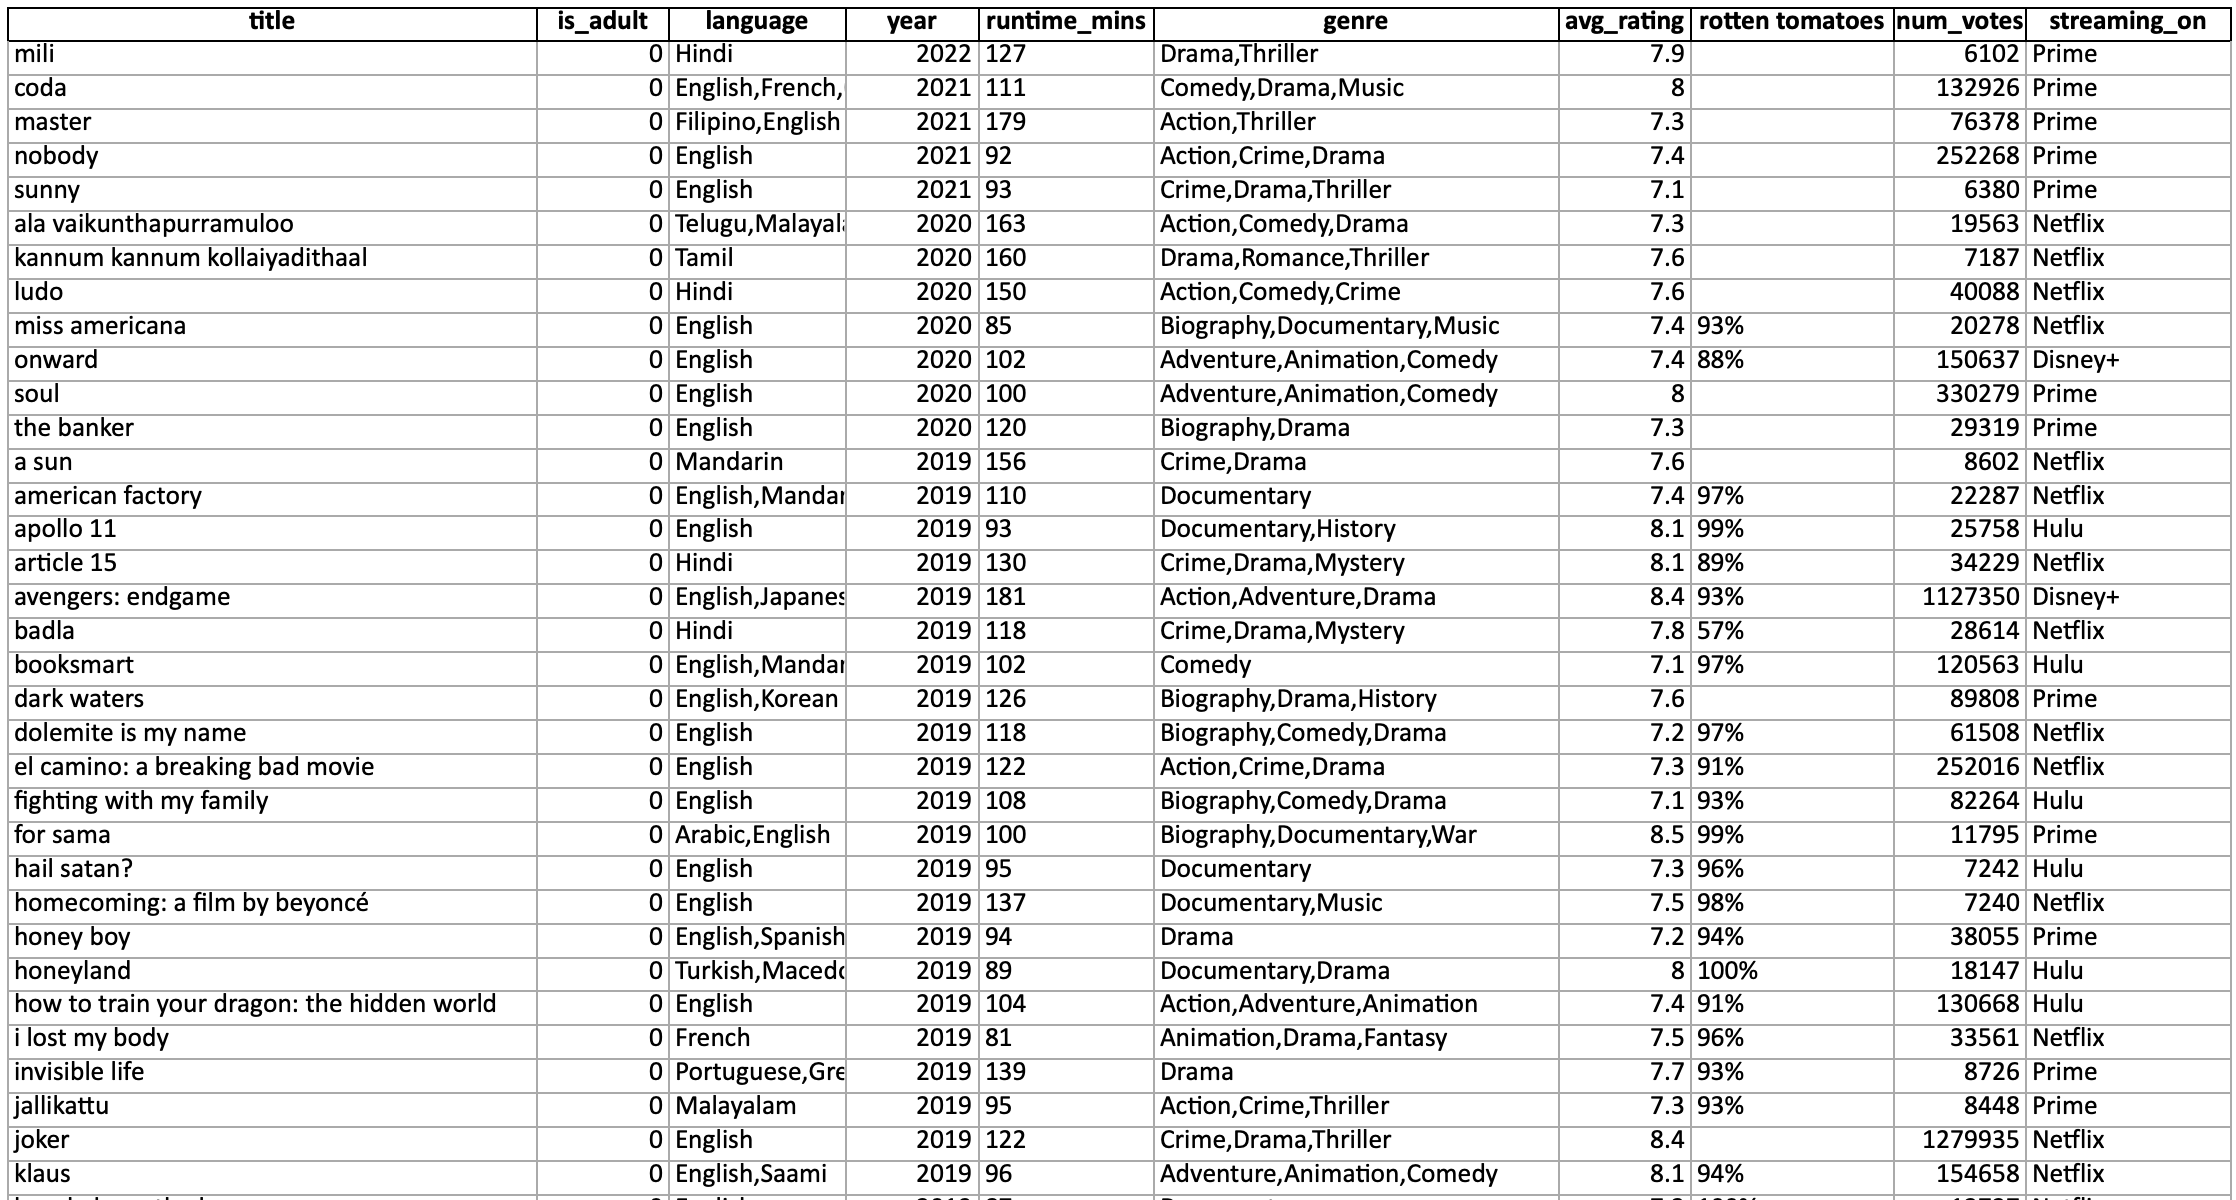 title is_adult language year runtime_mins genre avg_rating rotten tomatoes num_votes streaming_on
mili 0 Hindi 2022 127 Drama,Thriller 7.9 6102 Prime
coda 0 English,French, 2021 111 Comedy,Drama,Music 8 132926 Prime
master 0 Filipino,English 2021 179 Action,Thriller 7.3 76378 Prime
nobody 0 English 2021 92 Action,Crime,Drama 7.4 252268 Prime
sunny 0 English 2021 93 Crime,Drama,Thriller 7.1 6380 Prime
ala vaikunthapurramuloo 0 Telugu,Malayala 2020 163 Action,Comedy,Drama 7.3 19563 Netflix
kannum kannum kollaiyadithaal 0 Tamil 2020 160 Drama,Romance,Thriller 7.6 7187 Netflix
ludo 0 Hindi 2020 150 Action,Comedy,Crime 7.6 40088 Netflix
miss americana 0 English 2020 85 Biography,Documentary,Music 7.4 93% 20278 Netflix
onward 0 English 2020 102 Adventure,Animation,Comedy 7.4 88% 150637 Disney+
soul 0 English 2020 100 Adventure,Animation,Comedy 8 330279 Prime
the banker 0 English 2020 120 Biography,Drama 7.3 29319 Prime
a sun 0 Mandarin 2019 156 Crime,Drama 7.6 8602 Netflix
american factory 0 English,Mandar 2019 110 Documentary 7.4 97% 22287 Netflix
apollo 11 0 English 2019 93 Documentary,History 8.1 99% 25758 Hulu
article 15 0 Hindi 2019 130 Crime,Drama,Mystery 8.1 89% 34229 Netflix
avengers: endgame 0 English,Japanes 2019 181 Action,Adventure,Drama 8.4 93% 1127350 Disney+
badla 0 Hindi 2019 118 Crime,Drama,Mystery 7.8 57% 28614 Netflix
booksmart 0 English,Mandar 2019 102 Comedy 7.1 97% 120563 Hulu
dark waters 0 English,Korean 2019 126 Biography,Drama,History 7.6 89808 Prime
dolemite is my name 0 English 2019 118 Biography,Comedy,Drama 7.2 97% 61508 Netflix
el camino: a breaking bad movie 0 English 2019 122 Action,Crime,Drama 7.3 91% 252016 Netflix
fighting with my family 0 English 2019 108 Biography,Comedy,Drama 7.1 93% 82264 Hulu
for sama 0 Arabic,English 2019 100 Biography,Documentary,War 8.5 99% 11795 Prime
hail satan? 0 English 2019 95 Documentary 7.3 96% 7242 Hulu
homecoming: a film by beyoncé 0 English 2019 137 Documentary,Music 7.5 98% 7240 Netflix
honey boy 0 English,Spanish 2019 94 Drama 7.2 94% 38055 Prime
honeyland 0 Turkish,Macedo 2019 89 Documentary,Drama 8 100% 18147 Hulu
how to train your dragon: the hidden world 0 English 2019 104 Action,Adventure,Animation 7.4 91% 130668 Hulu
i lost my body 0 French 2019 81 Animation,Drama,Fantasy 7.5 96% 33561 Netflix
invisible life 0 Portuguese,Gre 2019 139 Drama 7.7 93% 8726 Prime
jallikattu 0 Malayalam 2019 95 Action,Crime,Thriller 7.3 93% 8448 Prime
joker 0 English 2019 122 Crime,Drama,Thriller 8.4 1279935 Netflix
klaus 0 English,Saami 2019 96 Adventure,Animation,Comedy 8.1 94% 154658 Netflix